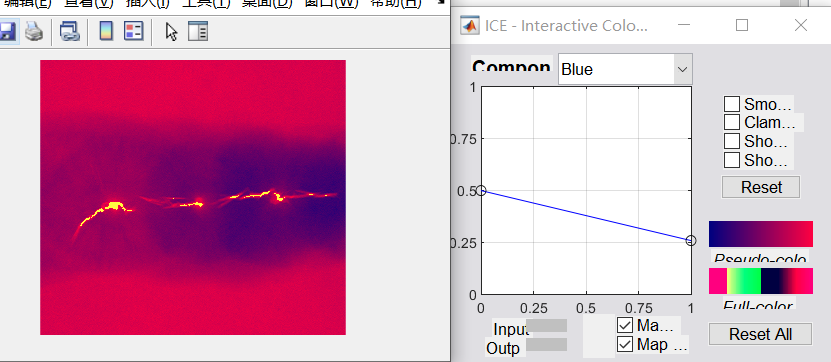 编辑(E) 查看(V) 插入(I) 工具(T) 桌面(D) 窗口(W) 帮助(H)
ICE - Interactive Colo...
Compon
Blue
1
0.75
0.5
0.25
0
0 0.25 0.5 0.75 1
Smo...
Clam...
Sho...
Sho...
Reset
Pseudo-colo
Full-color
Input
Outp
Ma...
Map ...
Reset All